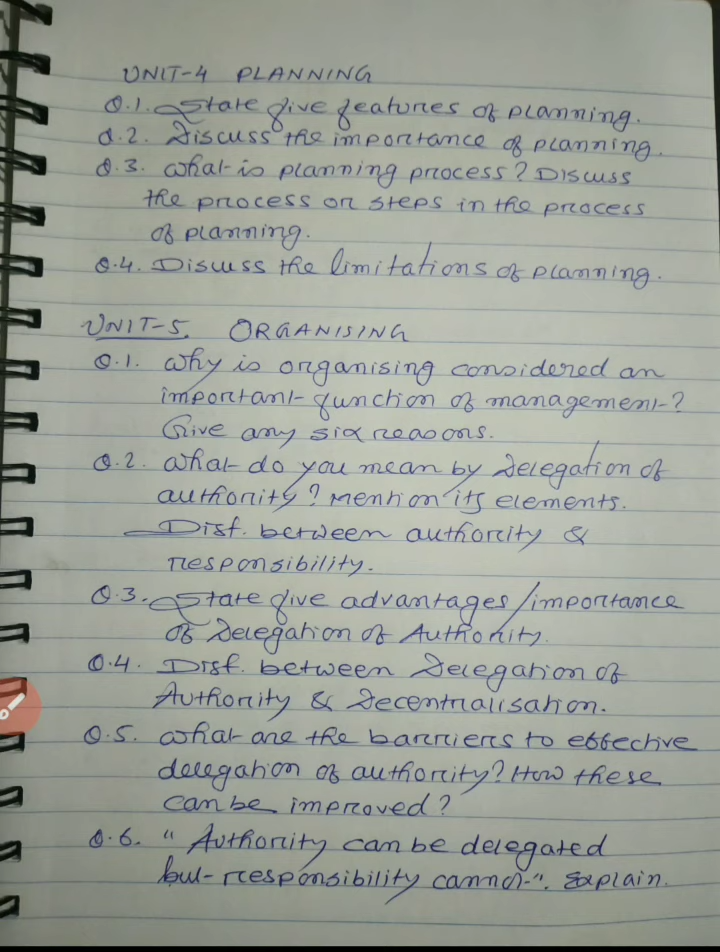 UNIT-4 PLANNING
Q.1. State five features of planning.
Q.2. Discuss the importance of planning.
Q.3. What is planning process? Discuss
the process or steps in the process
of planning.
Q.4. Discuss the limitations of planning.
UNIT-5. ORGANISING
Q.1. Why is organising considered an
important function of management?
Give any six reasons.
Q.2. What do you mean by Delegation of
authority? Mention its elements.
Dist. between authority &
responsibility.
Q.3. State five advantages/importance
of Delegation of Authority.
Q.4. Dist. between Delegation of
Authority & Decentralisation.
Q.5. What are the barriers to effective
delegation of authority? How these
can be improved?
Q.6. "Authority can be delegated
but responsibility cannot". Explain.